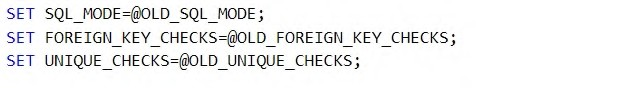 SET SQL_MODE=@OLD_SQL_MODE;
SET FOREIGN_KEY_CHECKS=@OLD_FOREIGN_KEY_CHECKS;
SET UNIQUE_CHECKS=@OLD_UNIQUE_CHECKS;